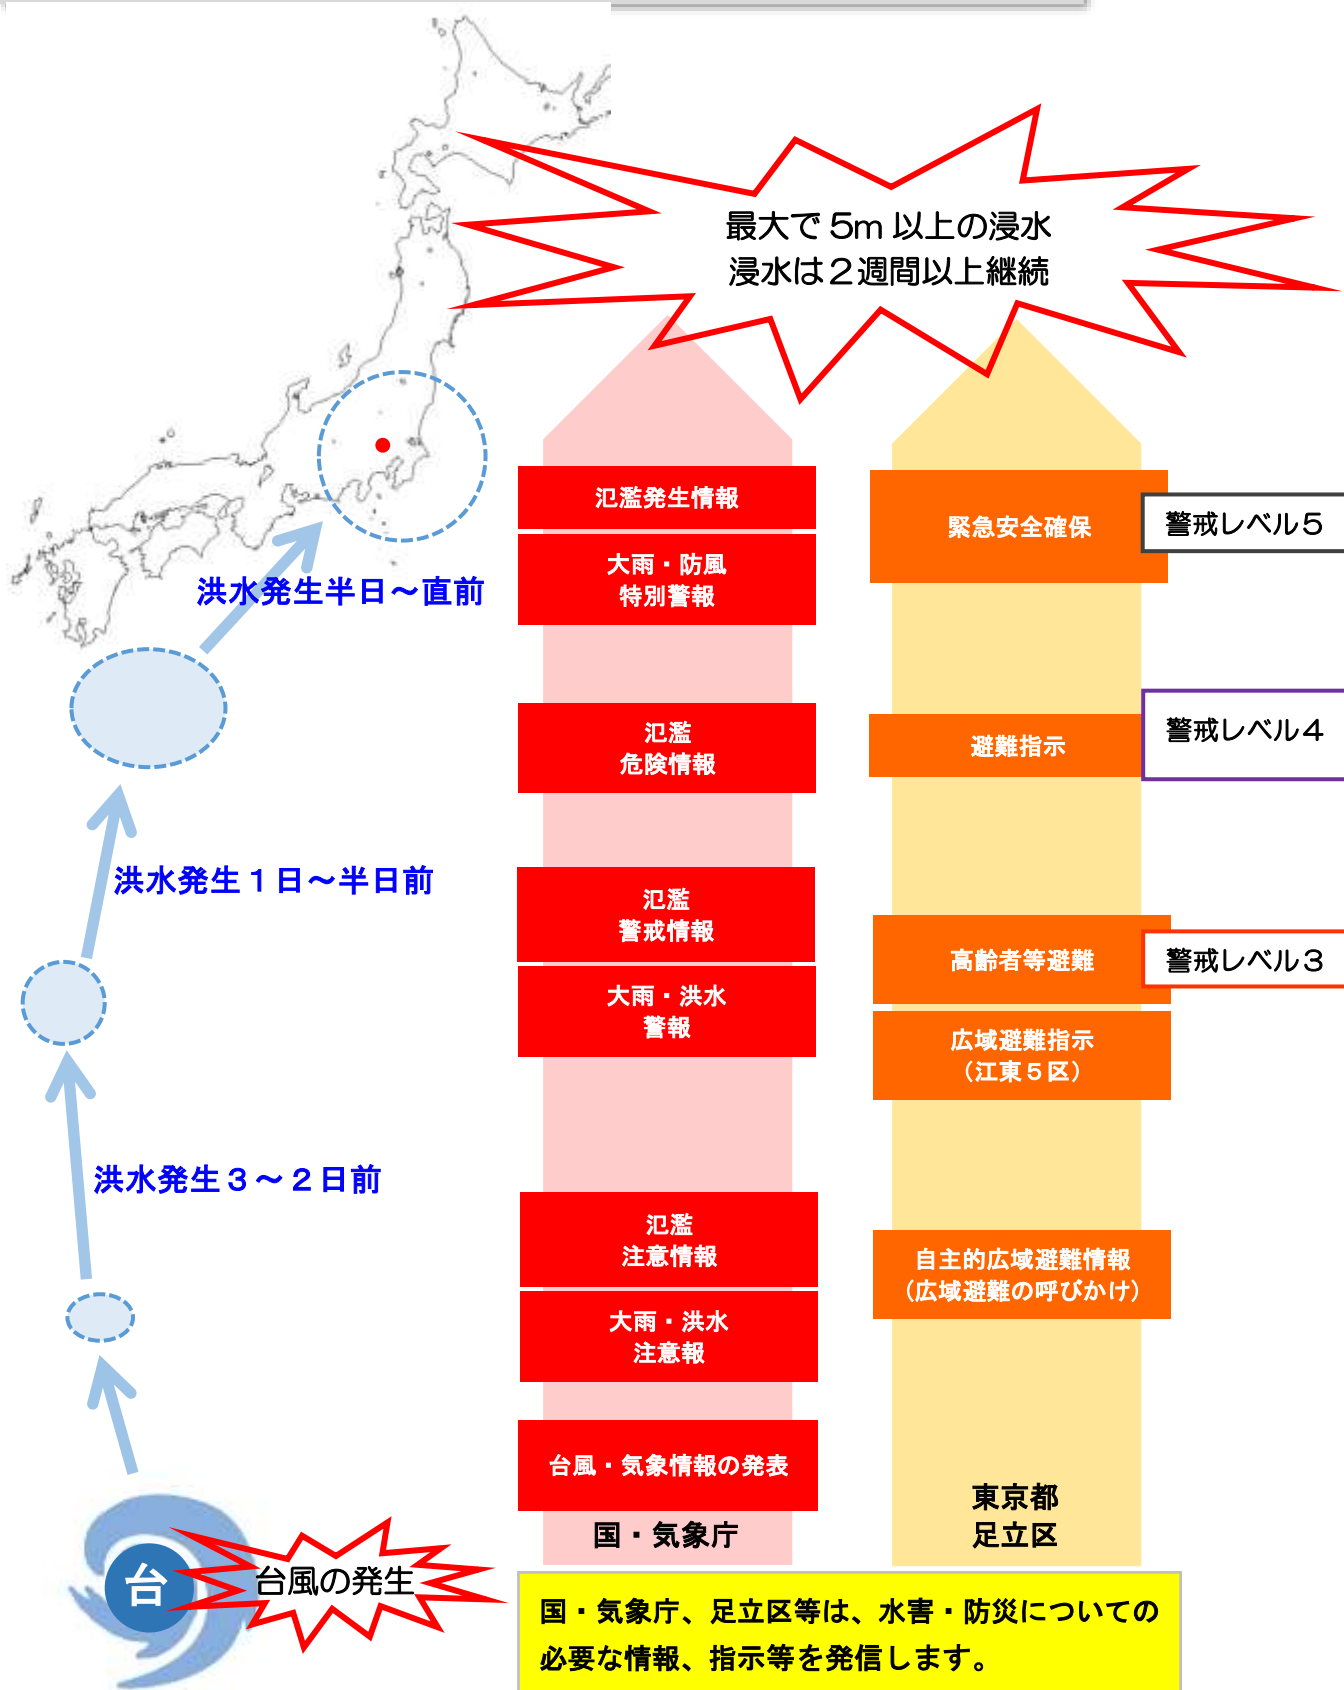 最大で５ｍ以上の浸水
浸水は２週間以上継続
氾濫発生情報
大雨・防風
特別警報
緊急安全確保
警戒レベル５
洪水発生半日～直前
氾濫
危険情報
避難指示
警戒レベル４
洪水発生１日～半日前
氾濫
警戒情報
大雨・洪水
警報
高齢者等避難
警戒レベル３
広域避難指示
（江東５区）
洪水発生３～２日前
氾濫
注意情報
大雨・洪水
注意報
自主的広域避難情報
（広域避難の呼びかけ）
台風・気象情報の発表
国・気象庁
東京都
足立区
台
台風の発生
国・気象庁、足立区等は、水害・防災についての
必要な情報、指示等を発信します。